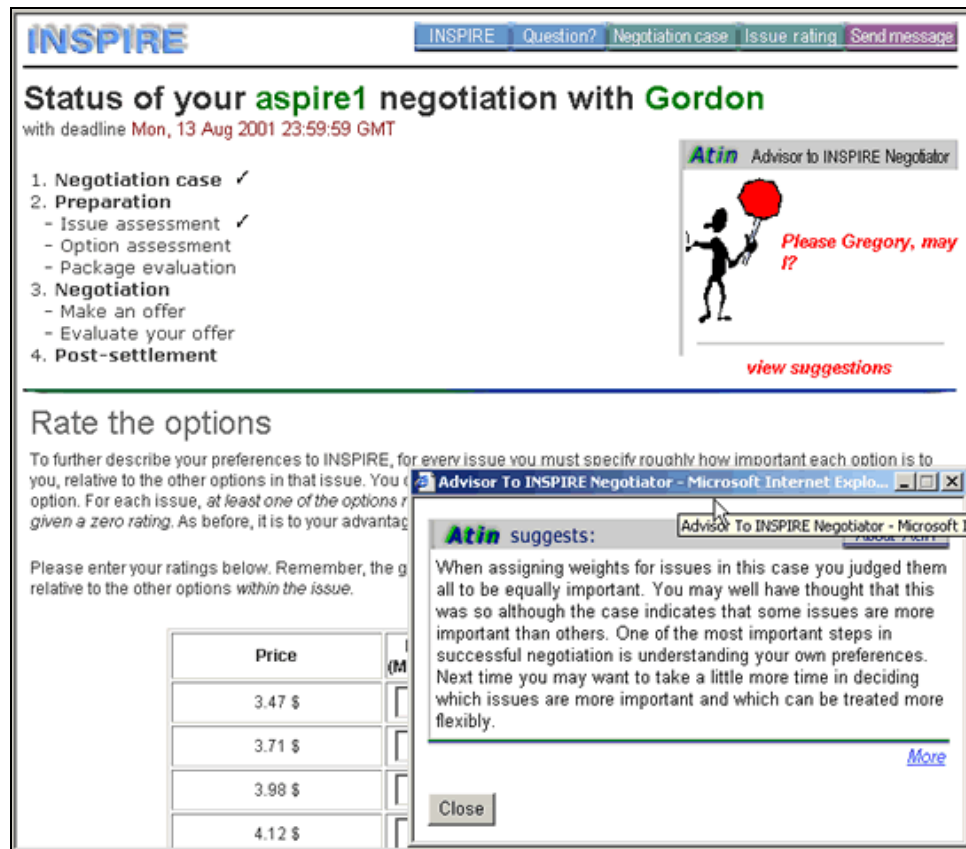 INSPIRE
INSPIRE Question? Negotiation case Issue rating Send message
Status of your aspire1 negotiation with Gordon
with deadline Mon, 13 Aug 2001 23:59:59 GMT
Atin Advisor to INSPIRE Negotiator
Please Gregory, may
I?
view suggestions
1. Negotiation case ✓
2. Preparation
- Issue assessment ✓
- Option assessment
- Package evaluation
3. Negotiation
- Make an offer
- Evaluate your offer
4. Post-settlement
Rate the options
To further describe your preferences to INSPIRE, for every issue you must specify roughly how important each option is to
you, relative to the other options in that issue. You
option. For each issue, at least one of the options
given a zero rating. As before, it is to your
Please enter your ratings below. Remember, the
relative to the other options within the issue.
Price
3.47 $
3.71 $
3.98 $
4.12 $
Advisor To INSPIRE Negotiator - Microsoft Internet Explo...
Advisor To INSPIRE Negotiator - Microsoft
Atin suggests:
When assigning weights for issues in this case you judged them
all to be equally important. You may well have thought that this
was so although the case indicates that some issues are more
important than others. One of the most important steps in
successful negotiation is understanding your own preferences.
Next time you may want to take a little more time in deciding
which issues are more important and which can be treated more
flexibly.
More
Close